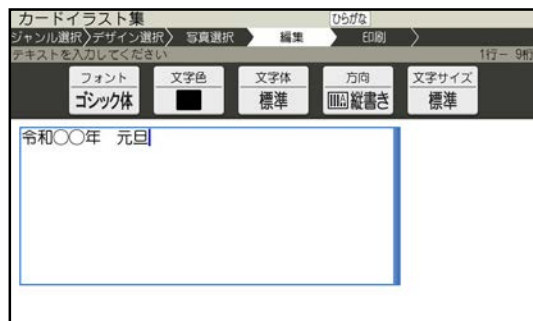 カードイラスト集
ひらがな
ジャンル選択〉デザイン選択〉 写真選択 〉 編集 〉 印刷 〉
テキストを入力してください
1行ー 9桁
フォント 文字色 文字体 方向 文字サイズ
ゴシック体 標準 縦書き 標準
令和○○年 元旦